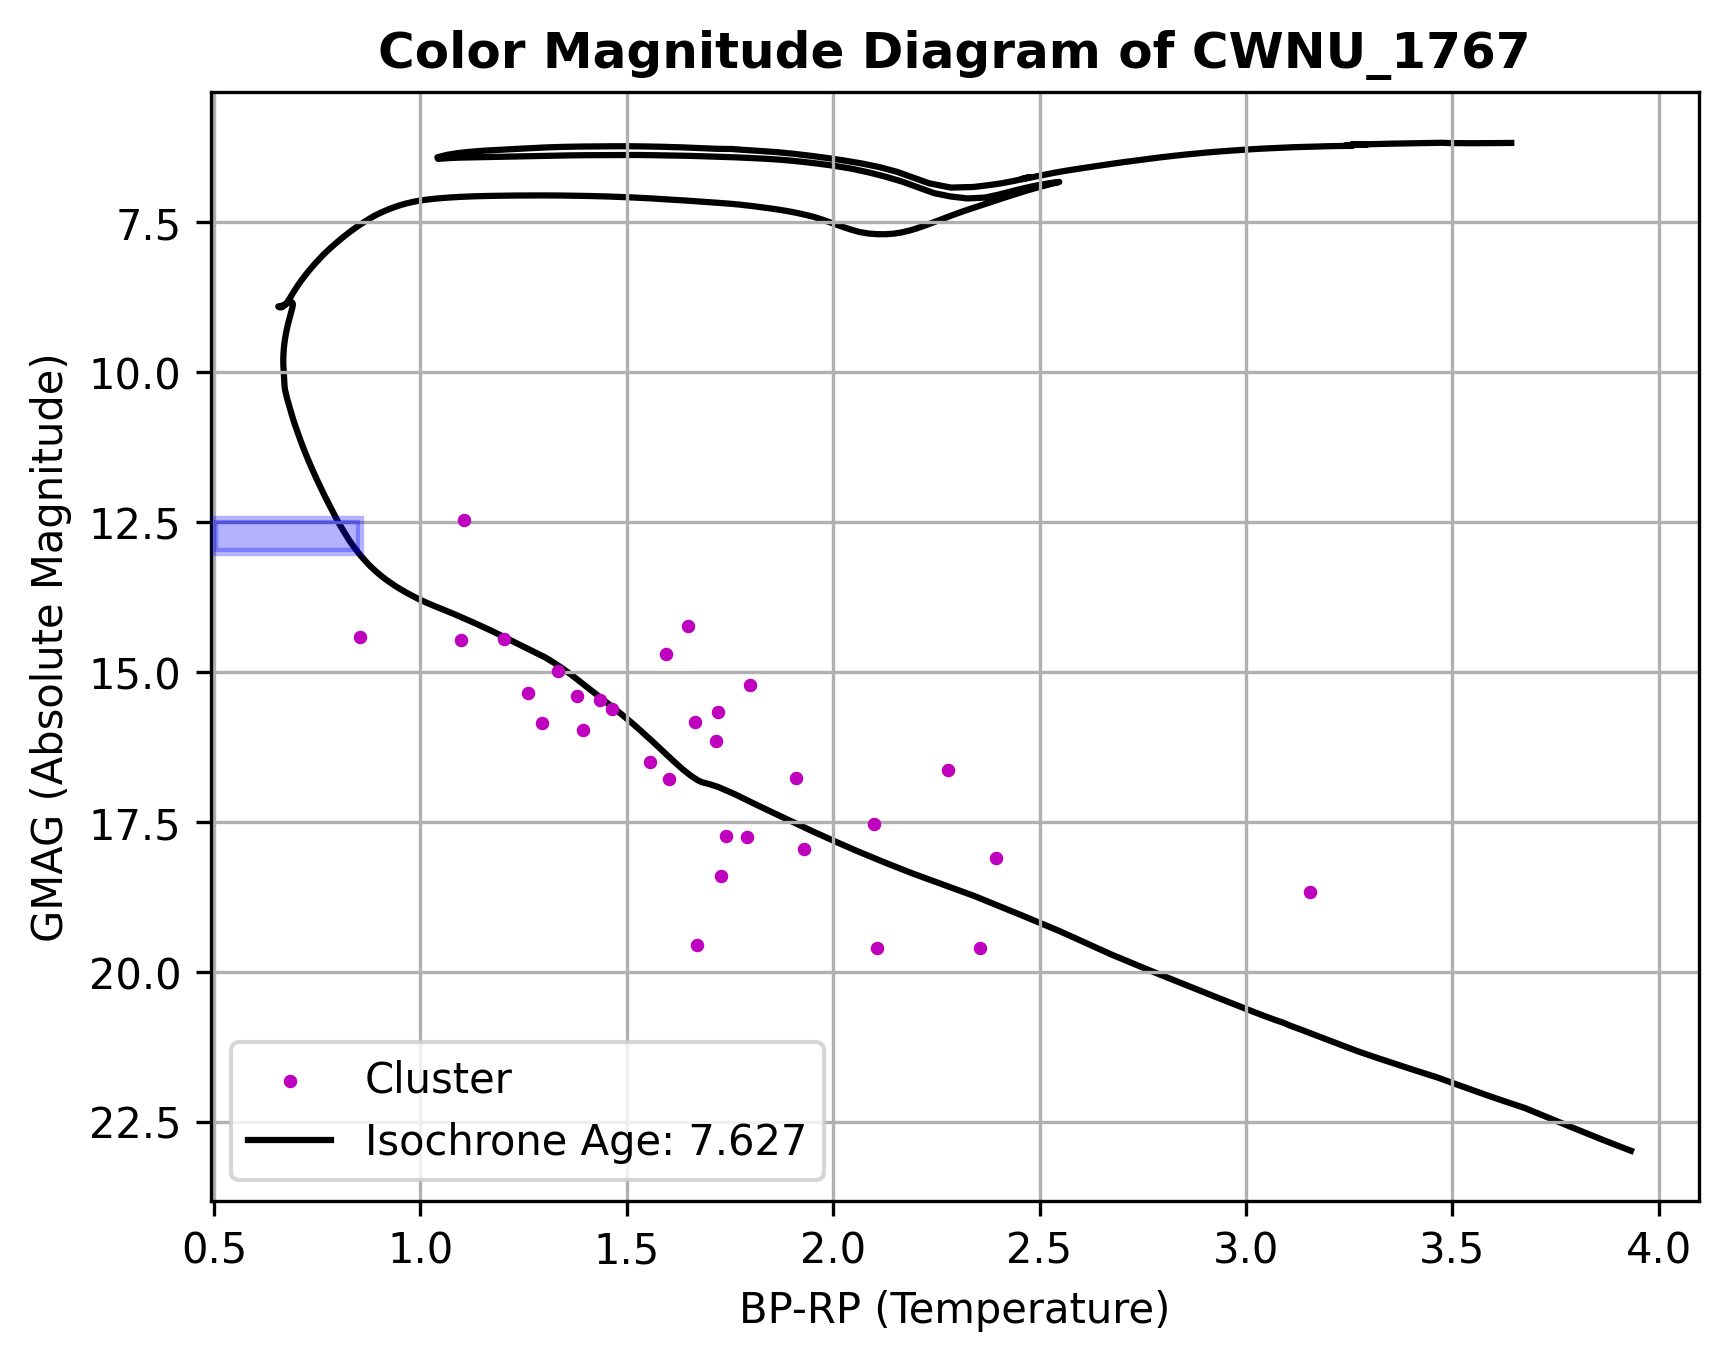 Color Magnitude Diagram of CWNU_1767
GMAG (Absolute Magnitude)
7.5
10.0
12.5
15.0
17.5
20.0
22.5
Cluster
Isochrone Age: 7.627
0.5 1.0 1.5 2.0 2.5 3.0 3.5 4.0
BP-RP (Temperature)